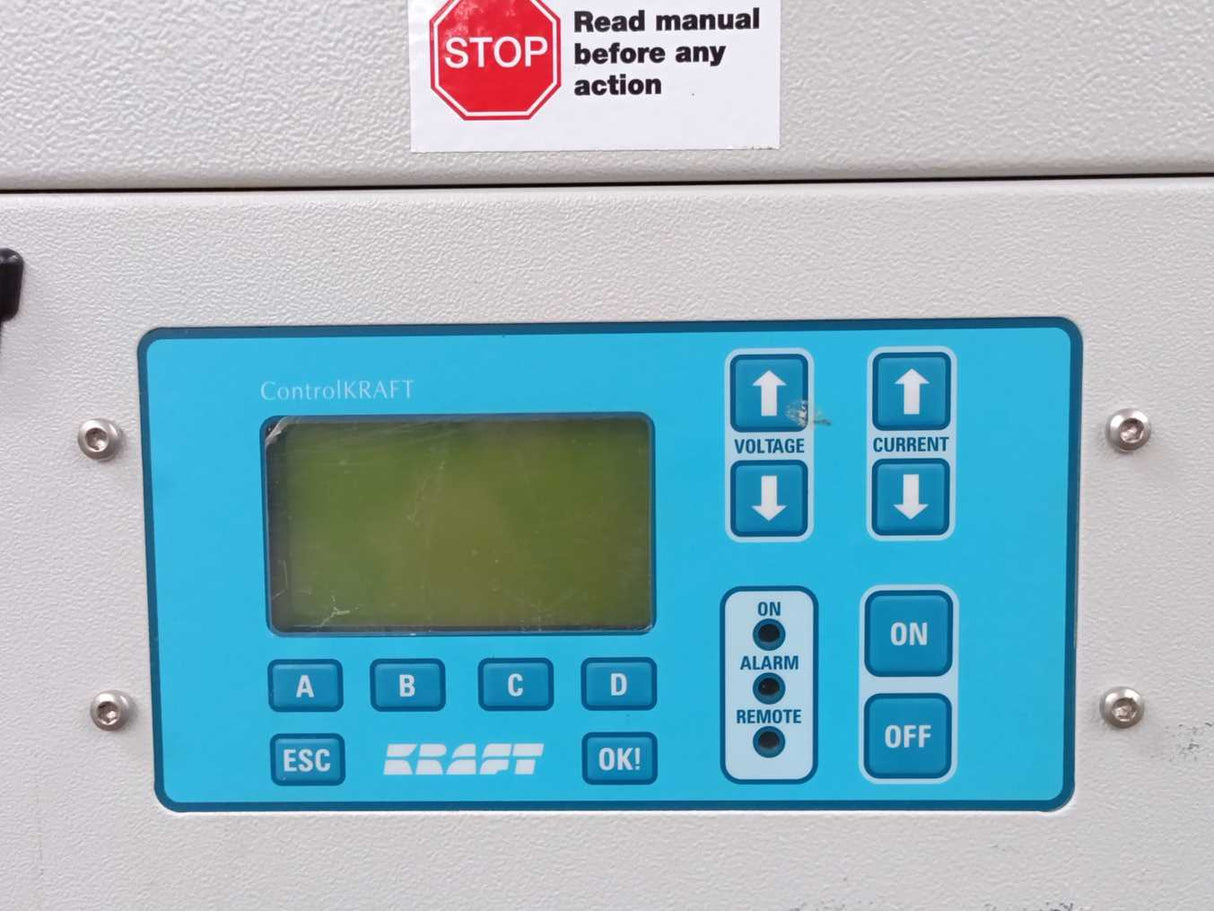 STOP
Read manual
before any
action
ControlKRAFT
VOLTAGE
CURRENT
A
B
C
D
ESC
KRAFT
OK!
ON
ALARM
REMOTE
ON
OFF